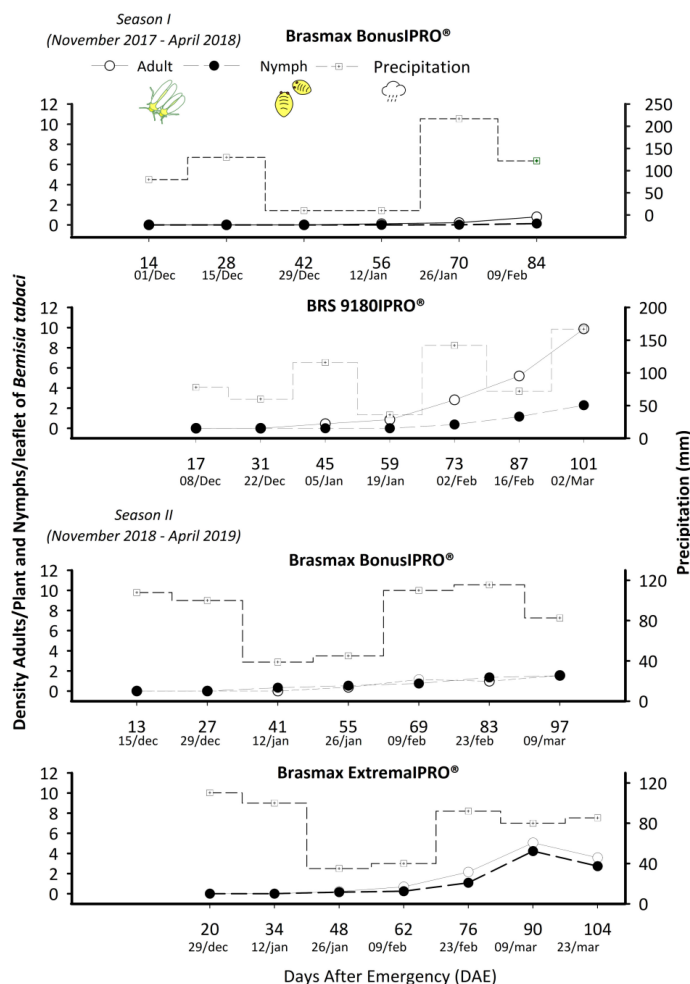 Season I
(November 2017 - April 2018)
Brasmax BonusIPRO®
Adult Nymph Precipitation
12 10 8 6 4 2 0
250 200 150 100 50 0
14 28 42 56 70 84
01/Dec 15/Dec 29/Dec 12/Jan 26/Jan 09/Feb
BRS 9180IPRO®
12 10 8 6 4 2 0
200 150 100 50 0
17 31 45 59 73 87 101
08/Dec 22/Dec 05/Jan 19/Jan 02/Feb 16/Feb 02/Mar
Density Adults/Plant and Nymphs/leaflet of Bemisia tabaci
Precipitation (mm)
Season II
(November 2018 - April 2019)
Brasmax BonusIPRO®
12 10 8 6 4 2 0
120 80 40 0
13 27 41 55 69 83 97
15/dec 29/dec 12/jan 26/jan 09/feb 23/feb 09/mar
Brasmax ExtremaIPRO®
12 10 8 6 4 2 0
120 80 40 0
20 34 48 62 76 90 104
29/dec 12/jan 26/jan 09/feb 23/feb 09/mar 23/mar
Days After Emergency (DAE)